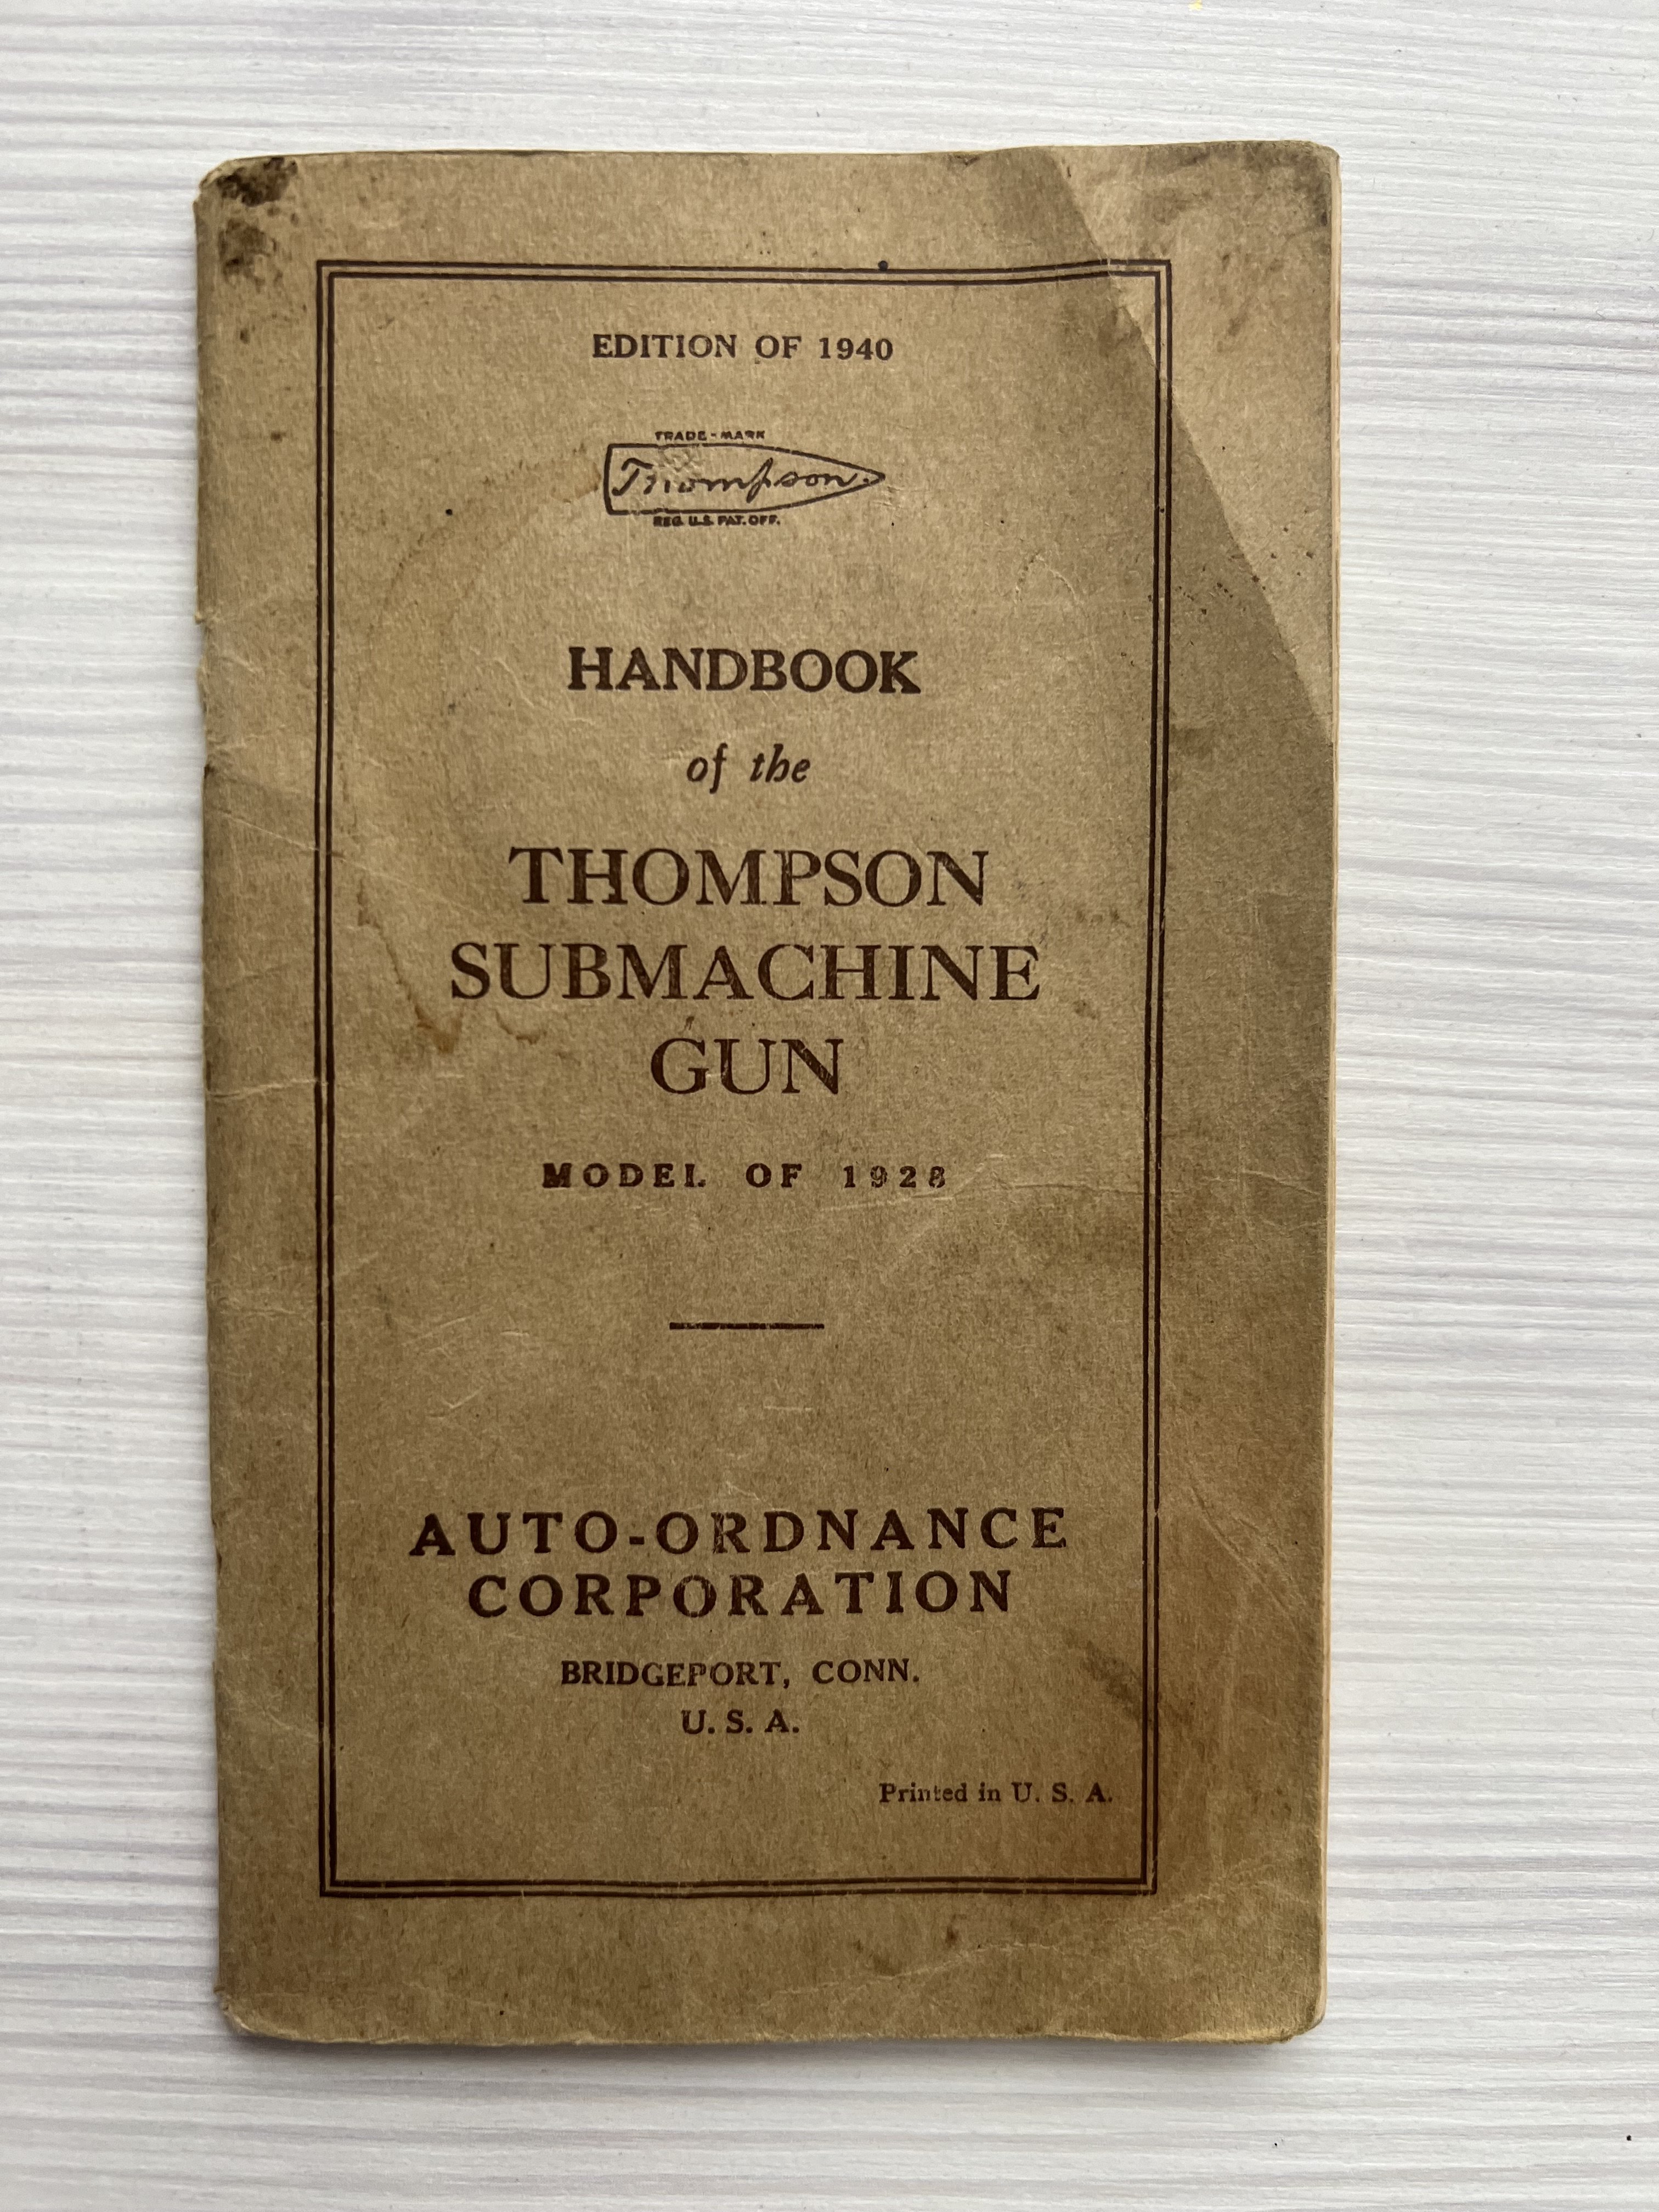 EDITION OF 1940
TRADE-MARK
Thompson.
REG. U.S. PAT. OFF.
HANDBOOK
of the
THOMPSON
SUBMACHINE
GUN
MODEL OF 1928
AUTO-ORDNANCE
CORPORATION
BRIDGEPORT, CONN.
U. S. A.
Printed in U. S. A.